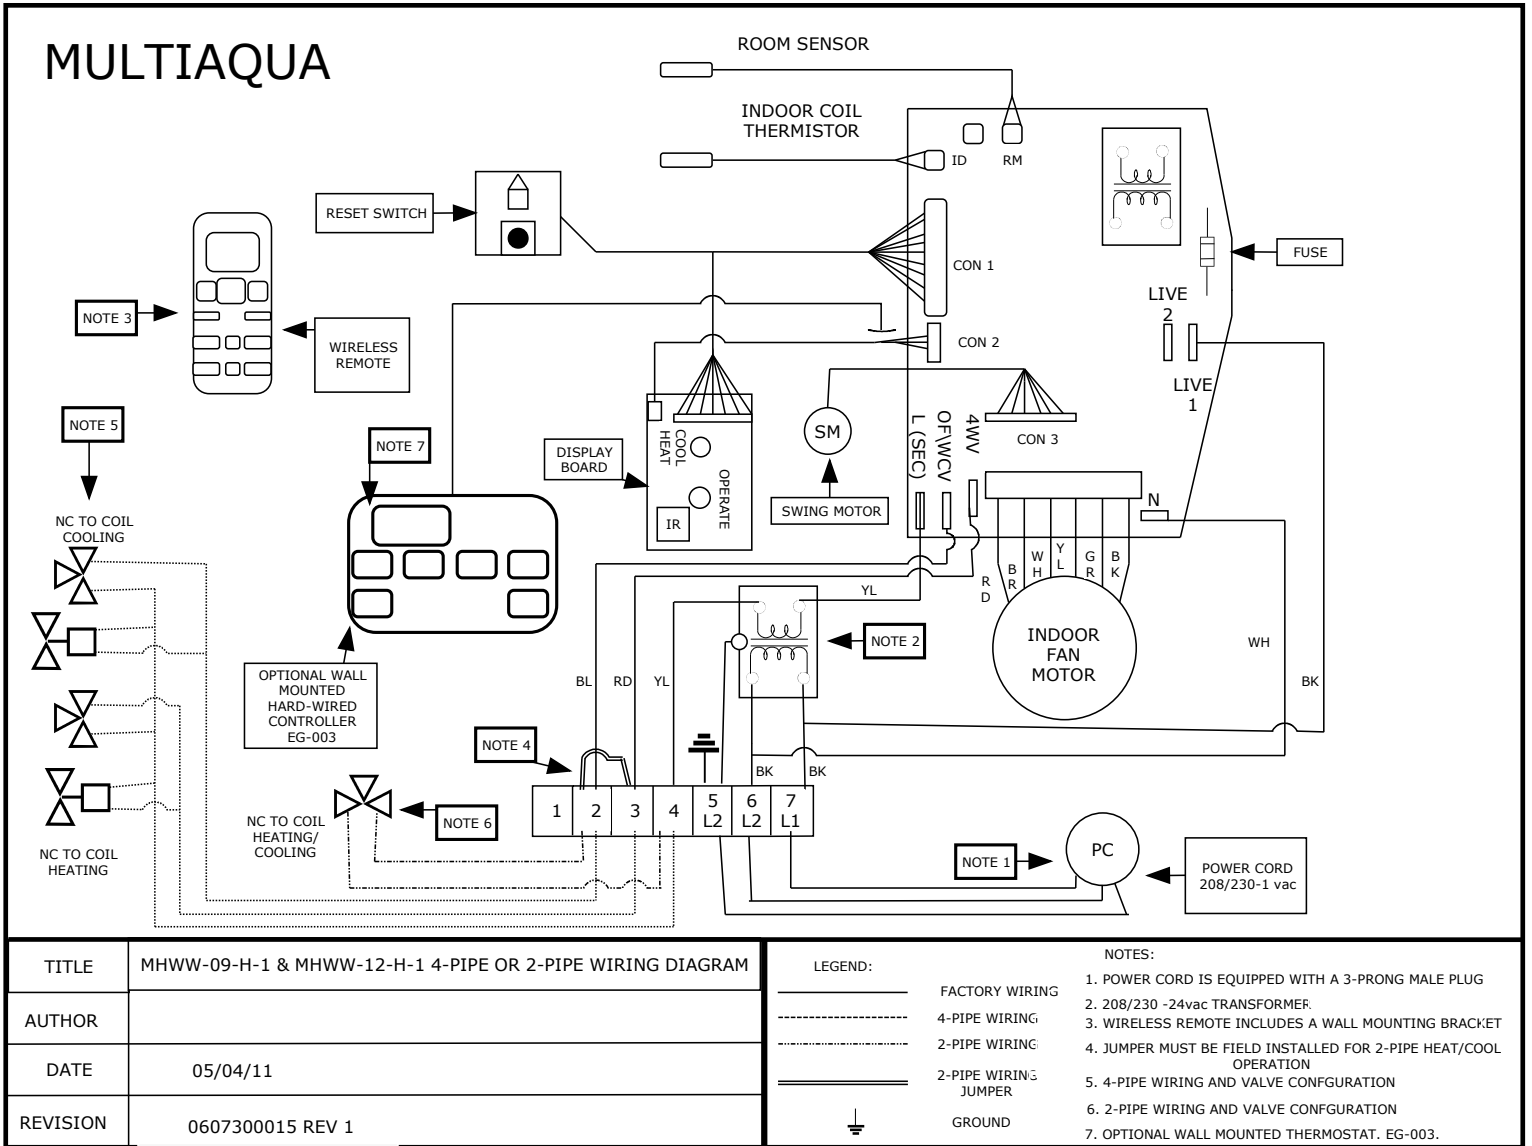 MULTIAQUA
ROOM SENSOR
INDOOR COIL
THERMISTOR
ID
RM
RESET SWITCH
CON 1
FUSE
NOTE 3
WIRELESS
REMOTE
LIVE
2
CON 2
LIVE
1
NOTE 5
NOTE 7
DISPLAY
BOARD
COOL
HEAT
OPERATE
IR
SM
SWING MOTOR
L (SEC)
OF\WCV
4WV
CON 3
N
NC TO COIL
COOLING
RD
BR
WH
YL
GR
BK
YL
NOTE 2
INDOOR
FAN
MOTOR
WH
BK
OPTIONAL WALL
MOUNTED
HARD-WIRED
CONTROLLER
EG-003
BL
RD
YL
NOTE 4
BK
BK
1
2
3
4
5
L2
6
L2
7
L1
NC TO COIL
HEATING/
COOLING
NOTE 6
NC TO COIL
HEATING
NOTE 1
PC
POWER CORD
208/230-1 vac
TITLE
MHWW-09-H-1 & MHWW-12-H-1 4-PIPE OR 2-PIPE WIRING DIAGRAM
AUTHOR
DATE
05/04/11
REVISION
0607300015 REV 1
LEGEND:
FACTORY WIRING
4-PIPE WIRING
2-PIPE WIRING
2-PIPE WIRING
JUMPER
GROUND
NOTES:
1. POWER CORD IS EQUIPPED WITH A 3-PRONG MALE PLUG
2. 208/230 -24vac TRANSFORMER.
3. WIRELESS REMOTE INCLUDES A WALL MOUNTING BRACKET
4. JUMPER MUST BE FIELD INSTALLED FOR 2-PIPE HEAT/COOL
OPERATION
5. 4-PIPE WIRING AND VALVE CONFGURATION
6. 2-PIPE WIRING AND VALVE CONFGURATION
7. OPTIONAL WALL MOUNTED THERMOSTAT. EG-003.